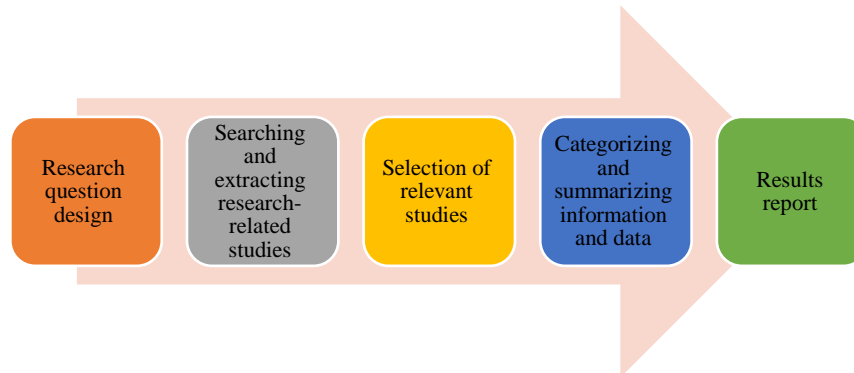 Research
question
design
Searching
and
extracting
research-
related
studies
Selection of
relevant
studies
Categorizing
and
summarizing
information
and data
Results
report